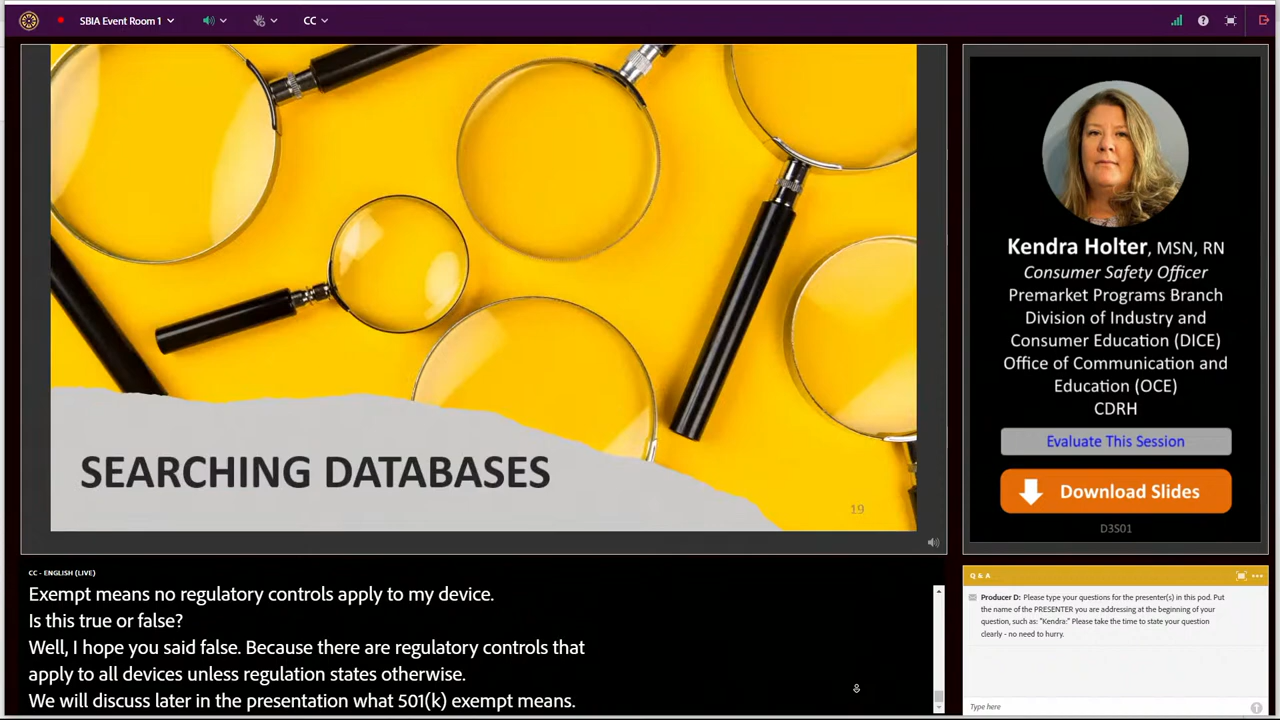 SBIA Event Room 1
CC
SEARCHING DATABASES
19
Kendra Holter, MSN, RN
Consumer Safety Officer
Premarket Programs Branch
Division of Industry and
Consumer Education (DICE)
Office of Communication and
Education (OCE)
CDRH
Evaluate This Session
Download Slides
D3S01
CC - ENGLISH (LIVE)
Exempt means no regulatory controls apply to my device.
Is this true or false?
Well, I hope you said false. Because there are regulatory controls that
apply to all devices unless regulation states otherwise.
We will discuss later in the presentation what 501(k) exempt means.
Q & A
Producer D: Please type your questions for the presenter(s) in this pod. Put
the name of the PRESENTER you are addressing at the beginning of your
question, such as: "Kendra:" Please take the time to state your question
clearly - no need to hurry.
Type here